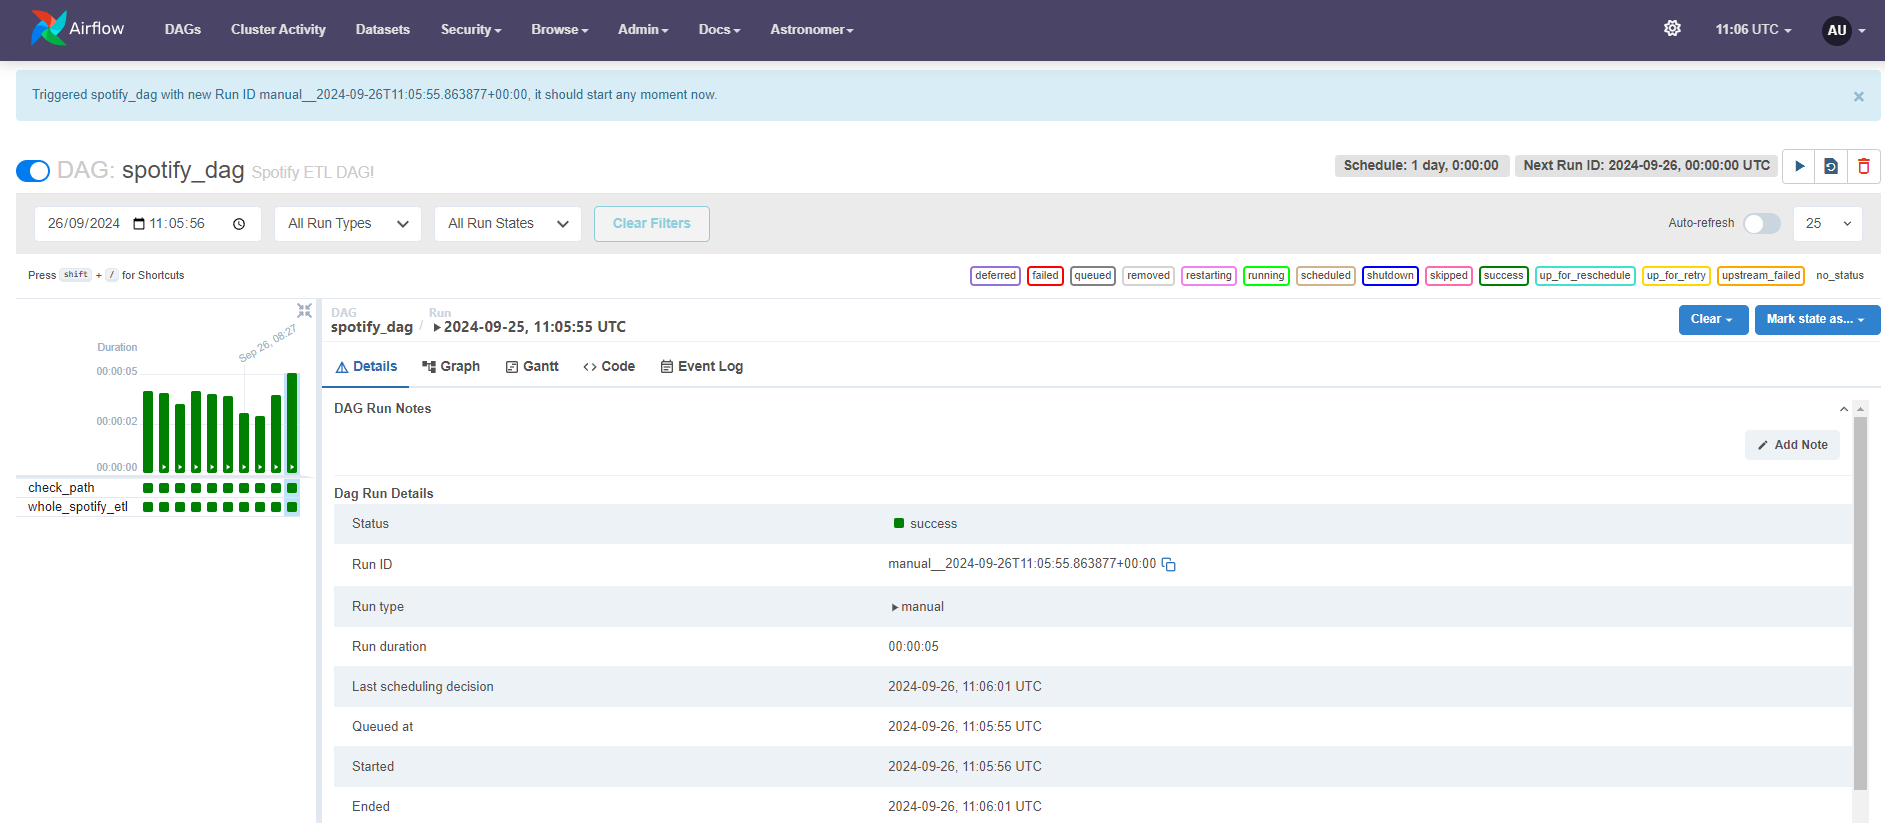 Airflow DAGs Cluster Activity Datasets Security Browse Admin Docs Astronomer 11:06 UTC AU
Triggered spotify_dag with new Run ID manual__2024-09-26T11:05:55.863877+00:00, it should start any moment now. ×
DAG: spotify_dag Spotify ETL DAG! Schedule: 1 day, 0:00:00 Next Run ID: 2024-09-26, 00:00:00 UTC
26/09/2024 11:05:56 All Run Types All Run States Clear Filters Auto-refresh 25
Press shift + / for Shortcuts deferred failed queued removed restarting running scheduled shutdown skipped success up_for_reschedule up_for_retry upstream_failed no_status
Sep 26, 08:27
Duration
00:00:05
00:00:02
00:00:00
check_path
whole_spotify_etl
DAG Run
spotify_dag / 2024-09-25, 11:05:55 UTC Clear Mark state as...
Details Graph Gantt Code Event Log
DAG Run Notes
Add Note
Dag Run Details
Status success
Run ID manual__2024-09-26T11:05:55.863877+00:00
Run type manual
Run duration 00:00:05
Last scheduling decision 2024-09-26, 11:06:01 UTC
Queued at 2024-09-26, 11:05:55 UTC
Started 2024-09-26, 11:05:56 UTC
Ended 2024-09-26, 11:06:01 UTC